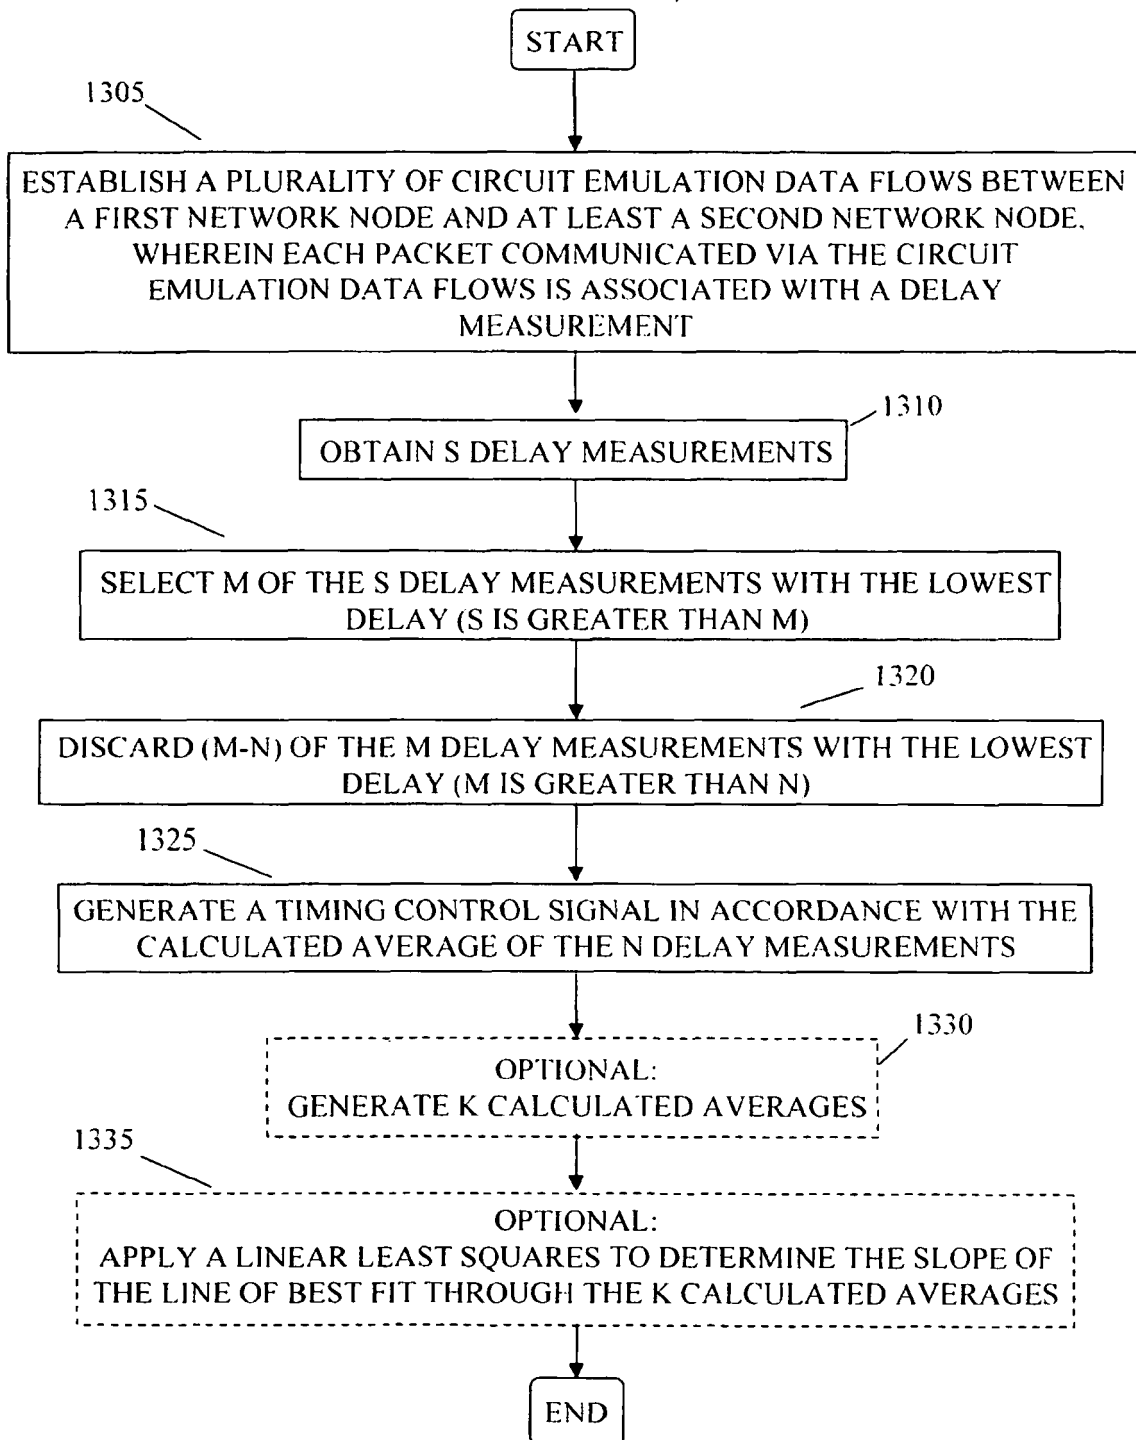 START
1305
ESTABLISH A PLURALITY OF CIRCUIT EMULATION DATA FLOWS BETWEEN
A FIRST NETWORK NODE AND AT LEAST A SECOND NETWORK NODE,
WHEREIN EACH PACKET COMMUNICATED VIA THE CIRCUIT
EMULATION DATA FLOWS IS ASSOCIATED WITH A DELAY
MEASUREMENT
1310
OBTAIN S DELAY MEASUREMENTS
1315
SELECT M OF THE S DELAY MEASUREMENTS WITH THE LOWEST
DELAY (S IS GREATER THAN M)
1320
DISCARD (M-N) OF THE M DELAY MEASUREMENTS WITH THE LOWEST
DELAY (M IS GREATER THAN N)
1325
GENERATE A TIMING CONTROL SIGNAL IN ACCORDANCE WITH THE
CALCULATED AVERAGE OF THE N DELAY MEASUREMENTS
1330
OPTIONAL:
GENERATE K CALCULATED AVERAGES
1335
OPTIONAL:
APPLY A LINEAR LEAST SQUARES TO DETERMINE THE SLOPE OF
THE LINE OF BEST FIT THROUGH THE K CALCULATED AVERAGES
END